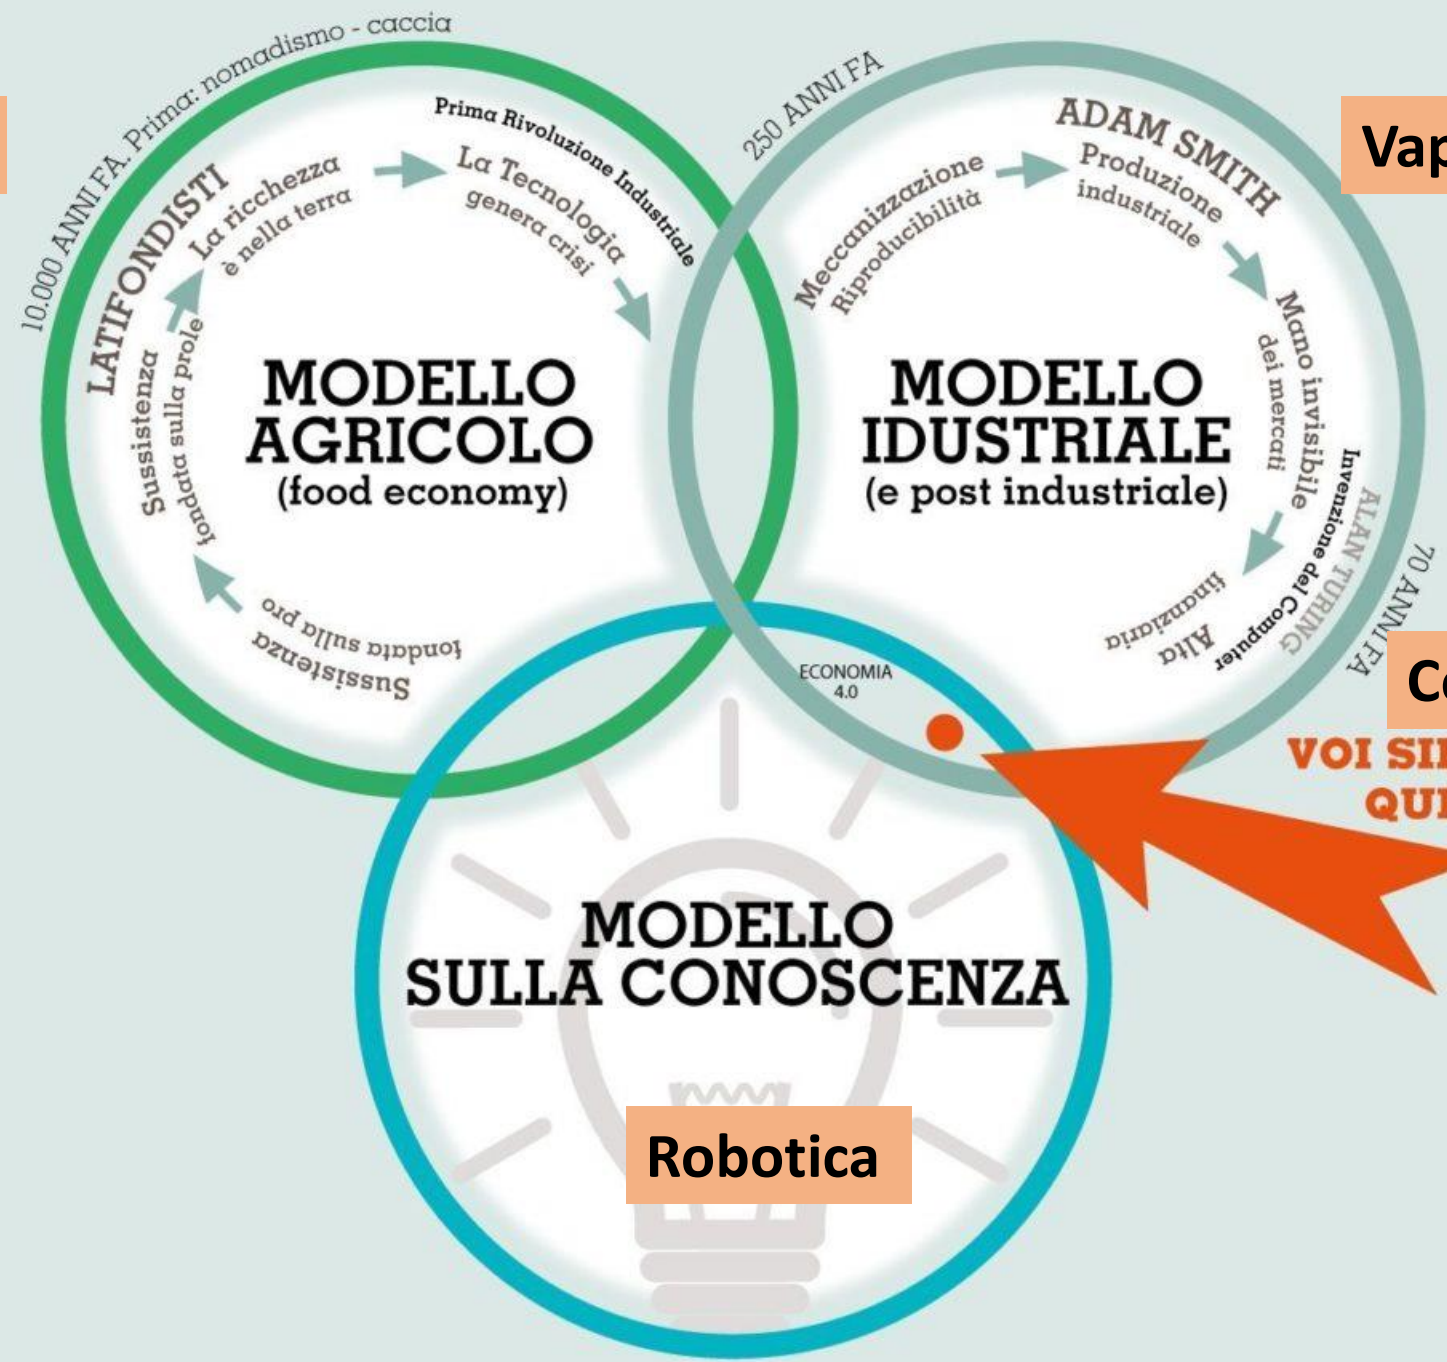 10.000 ANNI FA. Prima: nomadismo - caccia
LATIFONDISTI
Prima Rivoluzione Industriale
La ricchezza
è nella terra
La Tecnologia
genera crisi
Sussistenza
fondata sulla prole
MODELLO
AGRICOLO
(food economy)
Sussistenza
fondata sulla pro
250 ANNI FA
ADAM SMITH
Meccanizzazione
Riproducibilità
Produzione
industriale
Mano invisibile
dei mercati
MODELLO
IDUSTRIALE
(e post industriale)
Invenzione del Computer
ALAN TURING
70 ANNI FA
Alta
finanziaria
Vap
ECONOMIA
4.0
Co
VOI SI
QU
MODELLO
SULLA CONOSCENZA
Robotica